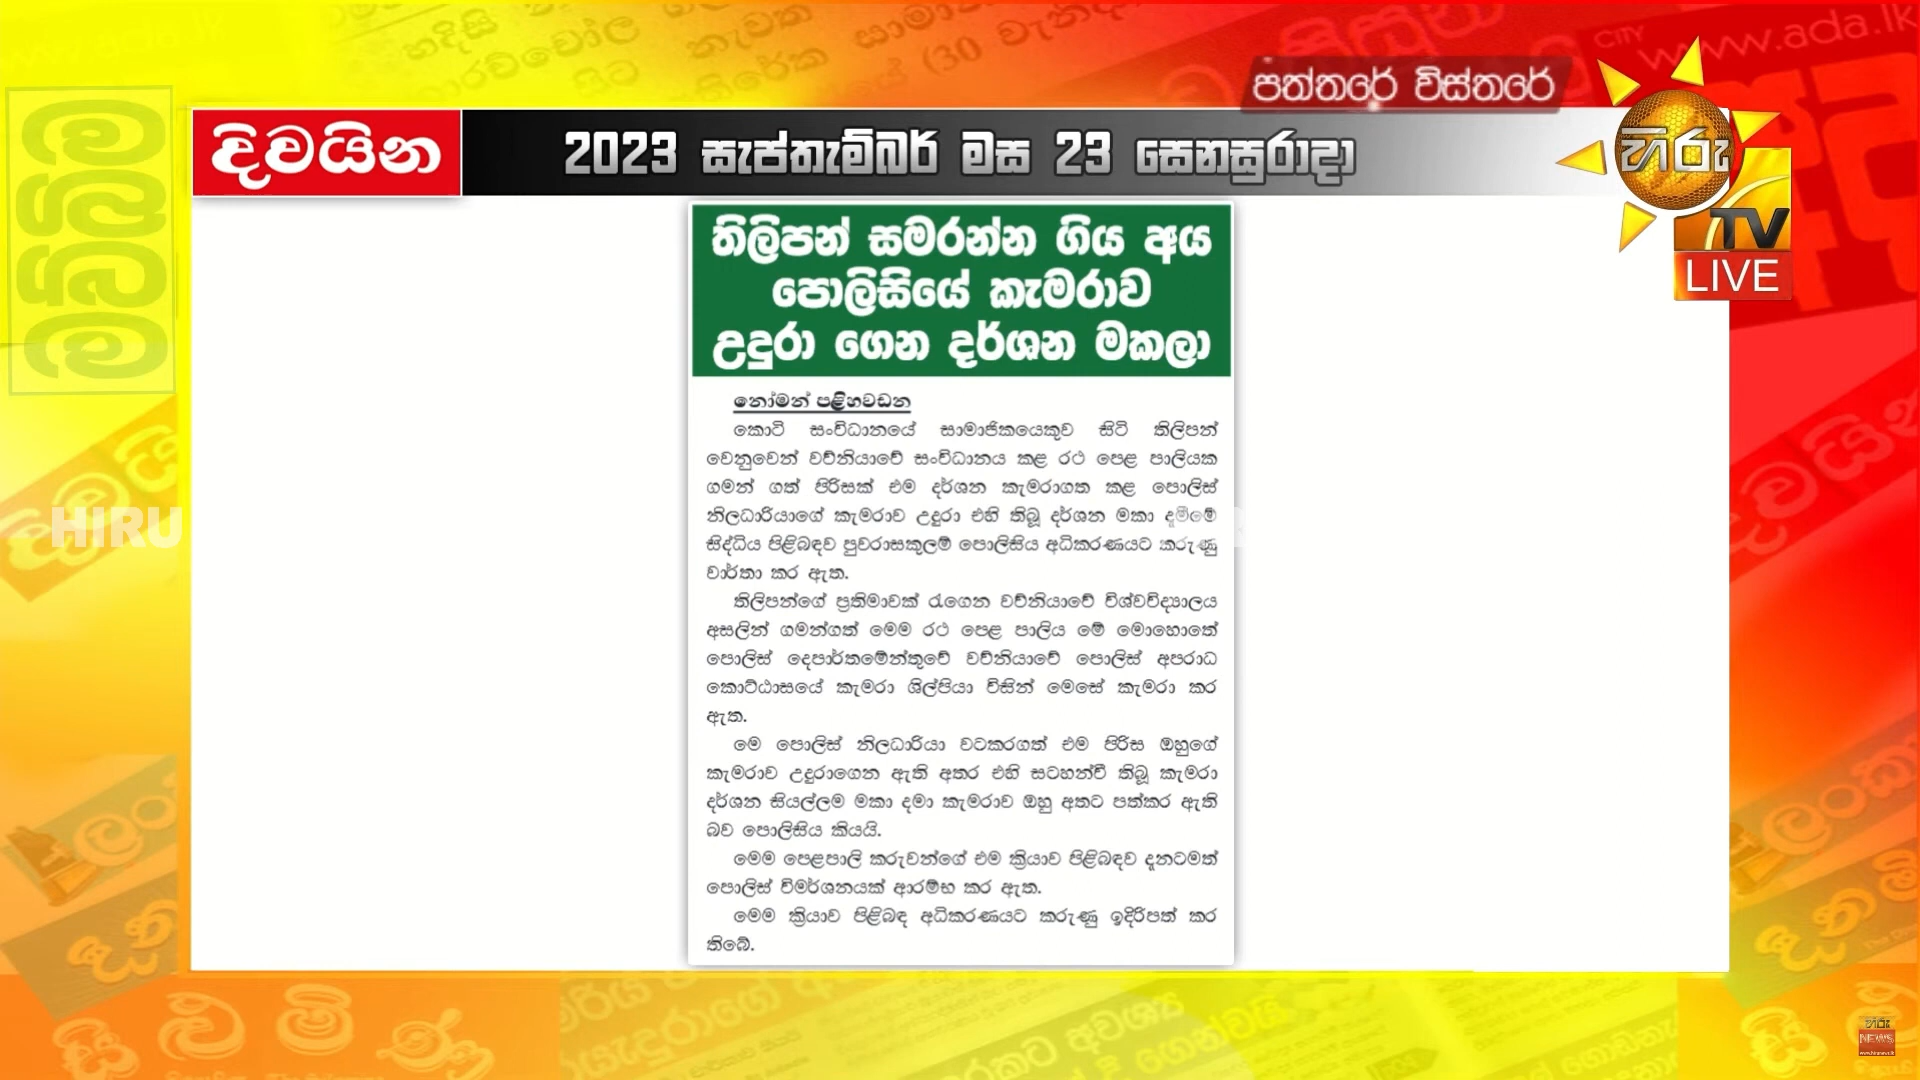 පත්තරේ විස්තරේ
හිරු
TV
LIVE
දිවයින
2023 සැප්තැම්බර් මස 23 සෙනසුරාදා
තිලිපන් සමරන්න ගිය අය
පොලිසියේ කැමරාව
උදුරා ගෙන දර්ශන මකලා
නෝමන් පළිහවඩන
කොටි සංවිධානයේ සාමාජිකයෙකුව සිටි තිලිපන්
වෙනුවෙන් වව්නියාවේ සංවිධානය කළ රථ පෙළ පාලියක
ගමන් ගත් පිරිසක් එම දර්ශන කැමරාගත කළ පොලිස්
නිලධාරියාගේ කැමරාව උදුරා එහි තිබූ දර්ශන මකා දැමීමේ
සිද්ධිය පිළිබඳව පුවරාසකුලම් පොලිසිය අධිකරණයට කරුණු
වාර්තා කර ඇත.
තිලිපන්ගේ ප්‍රතිමාවක් රැගෙන වව්නියාවේ විශ්වවිද්‍යාලය
අසලින් ගමන්ගත් මෙම රථ පෙළ පාලිය මේ මොහොතේ
පොලිස් දෙපාර්තමේන්තුවේ වව්නියාවේ පොලිස් අපරාධ
කොට්ඨාසයේ කැමරා ශිල්පියා විසින් මෙසේ කැමරා කර
ඇත.
මෙ පොලිස් නිලධාරියා වටකරගත් එම පිරිස ඔහුගේ
කැමරාව උදුරාගෙන ඇති අතර එහි සටහන්වී තිබූ කැමරා
දර්ශන සියල්ලම මකා දමා කැමරාව ඔහු අතට පත්කර ඇති
බව පොලිසිය කියයි.
මෙම පෙළපාලි කරුවන්ගේ එම ක්‍රියාව පිළිබඳව දැනටමත්
පොලිස් විමර්ශනයක් ආරම්භ කර ඇත.
මෙම ක්‍රියාව පිළිබඳ අධිකරණයට කරුණු ඉදිරිපත් කර
තිබේ.
HIRU
www.ada.lk
CITY
හිරු
NEWS